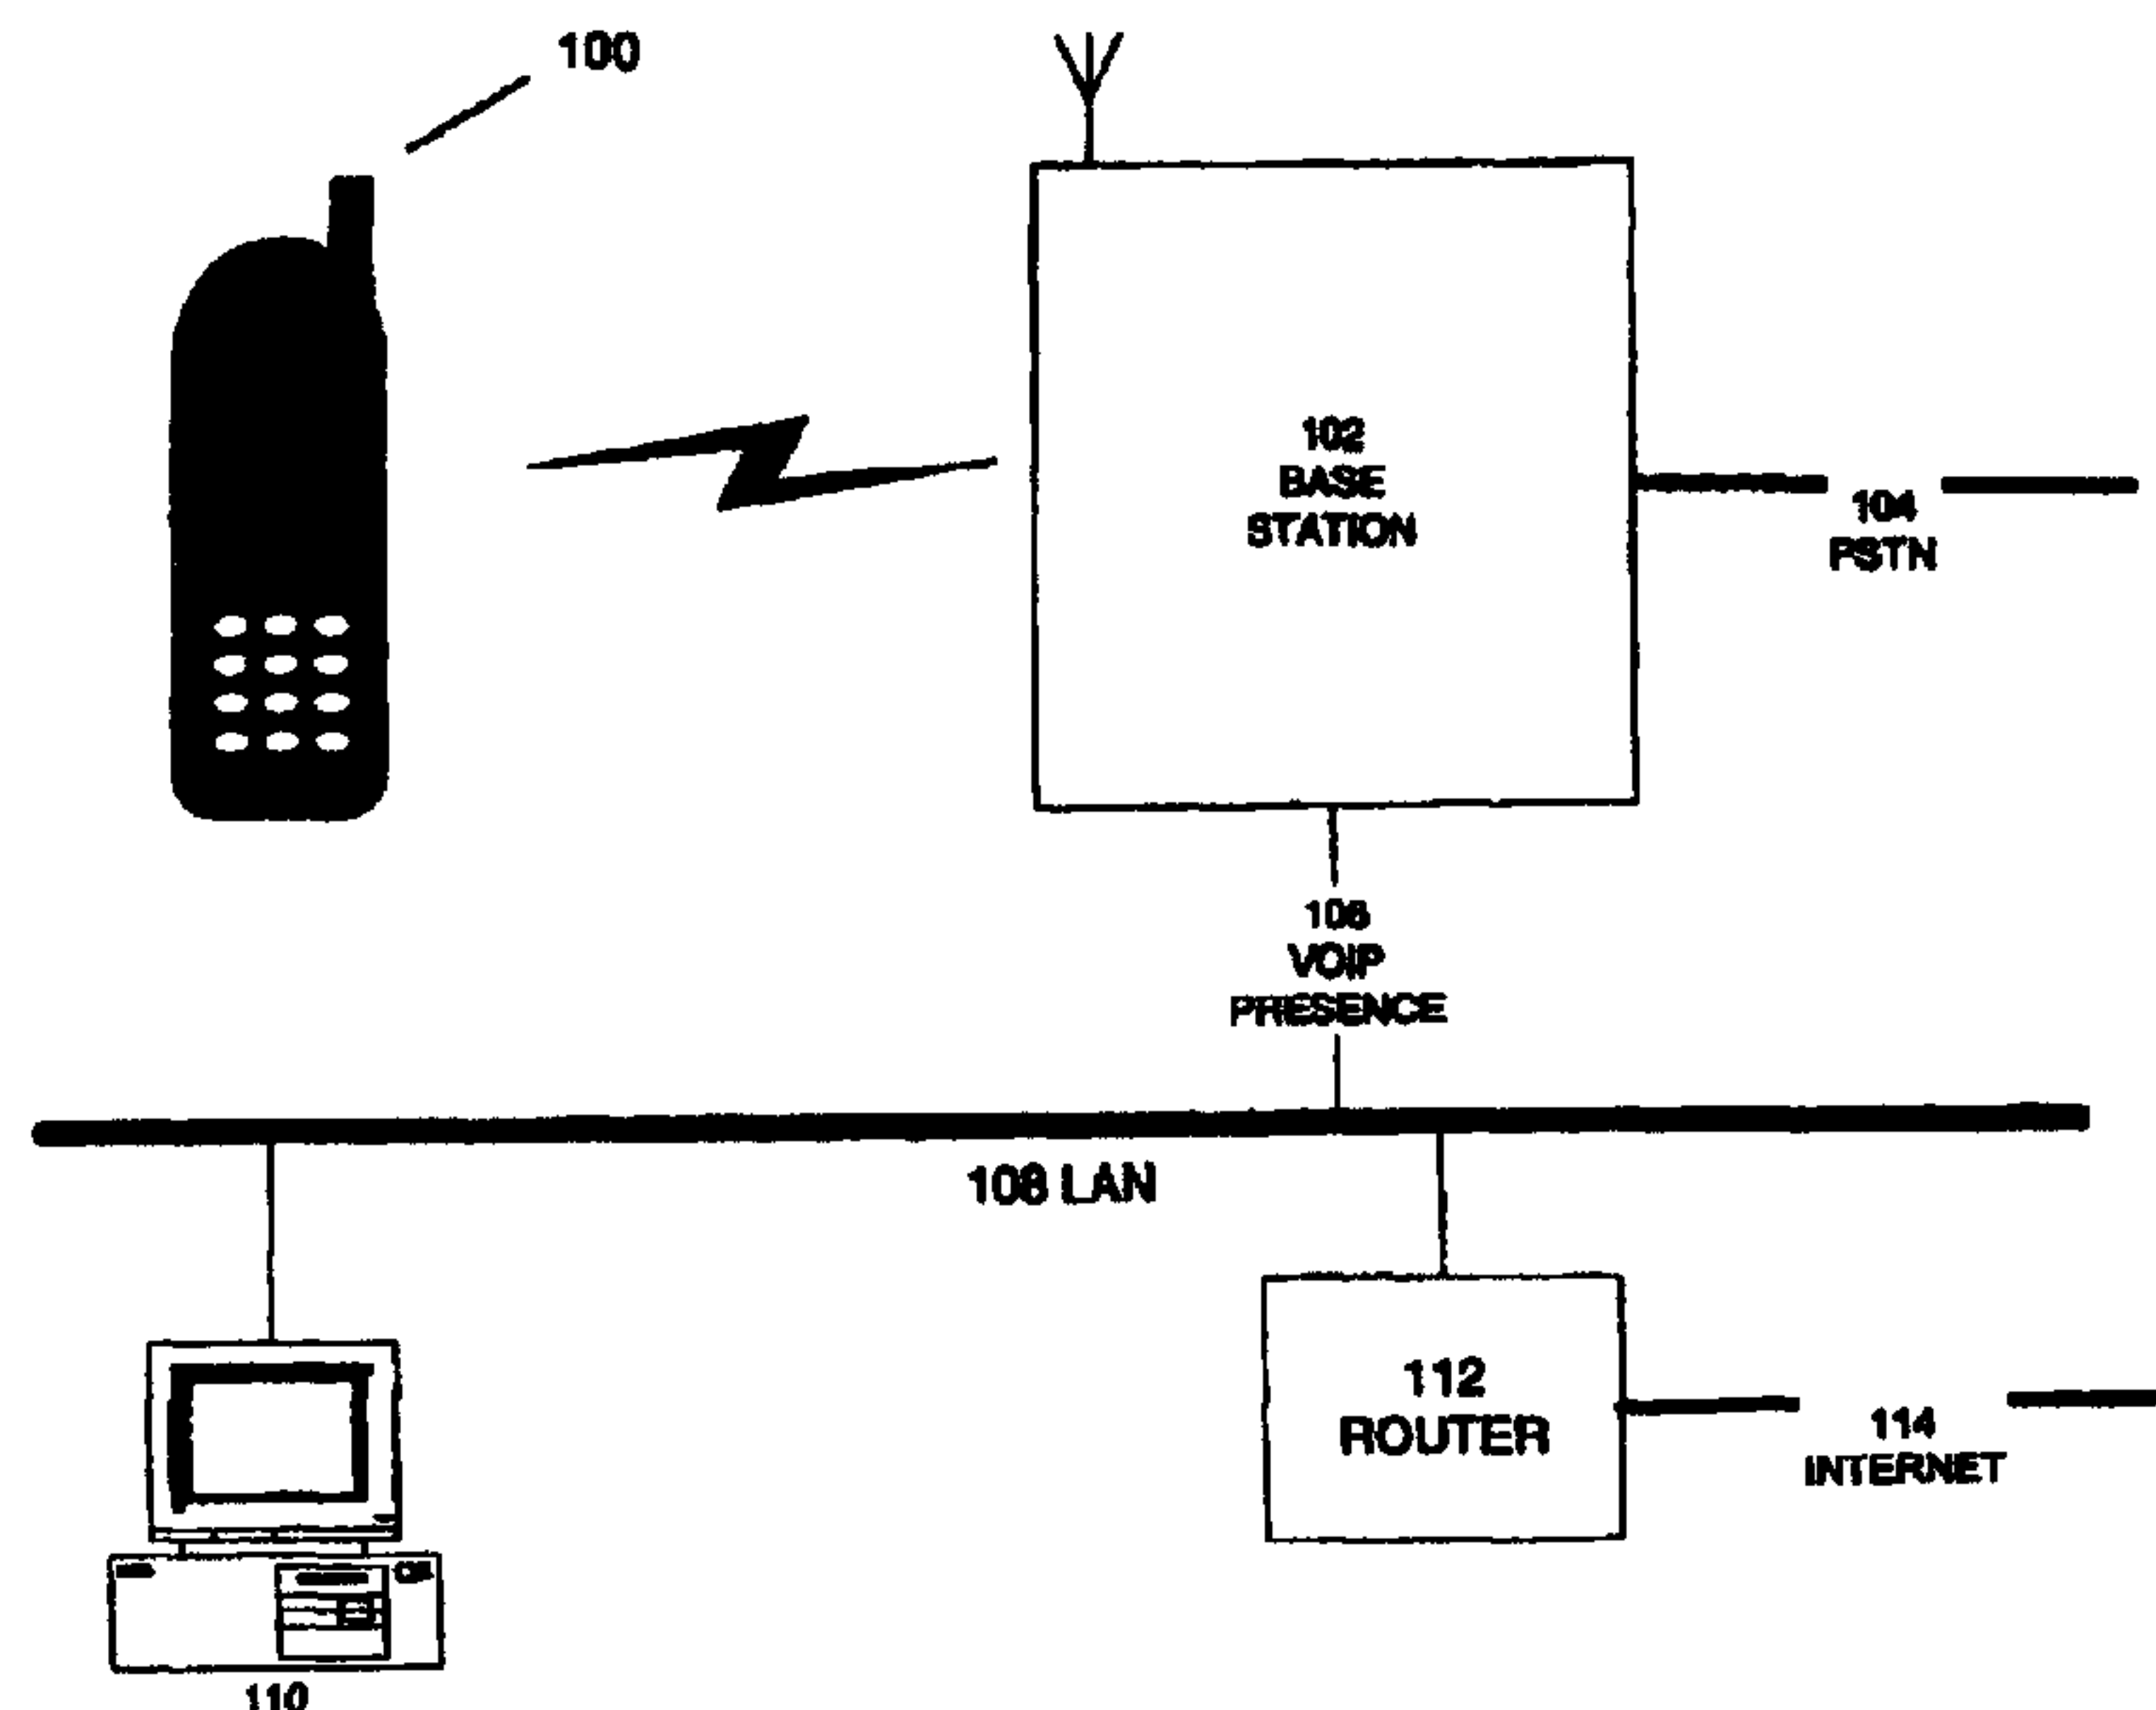 100
102
BASE
STATION
104
PSTN
106
VOIP
PRESENCE
108 LAN
112
ROUTER
114
INTERNET
110